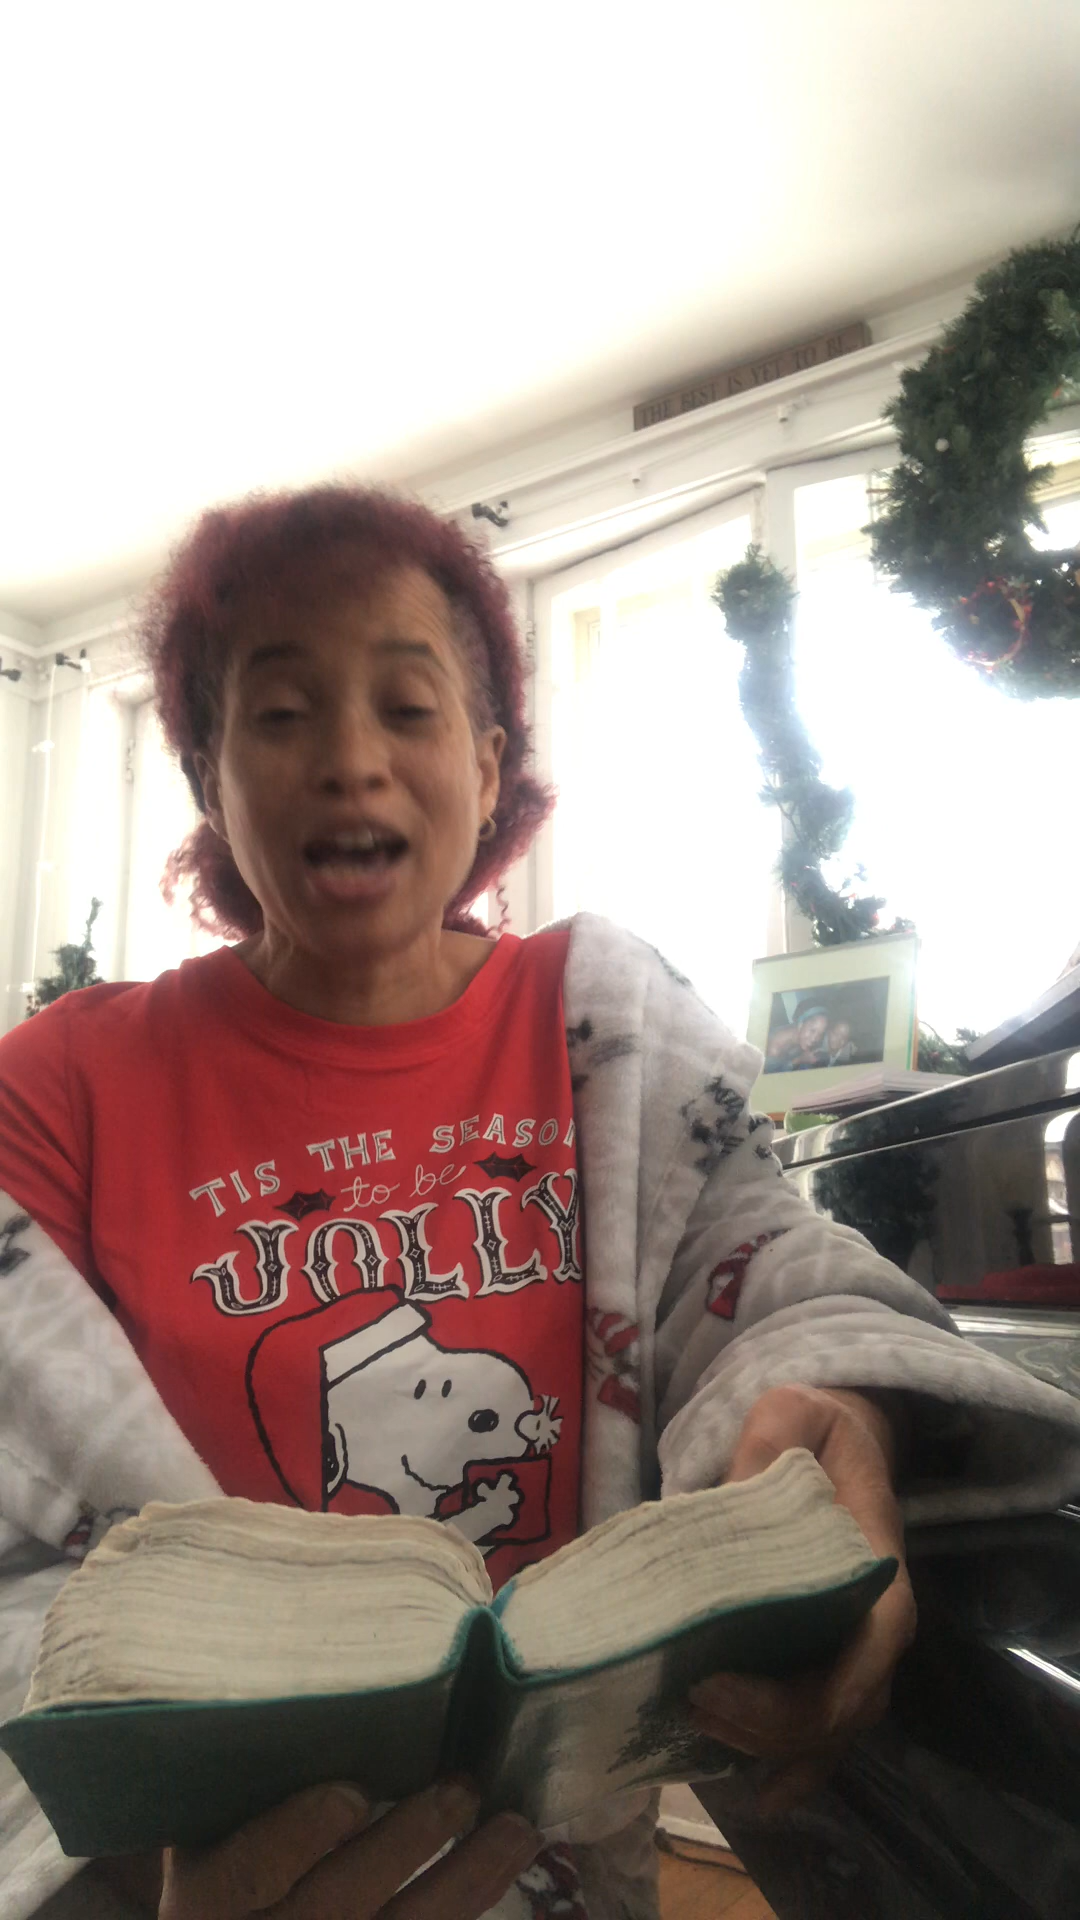 THE BEST IS YET TO BE...
TIS THE SEASON
to be
JOLLY